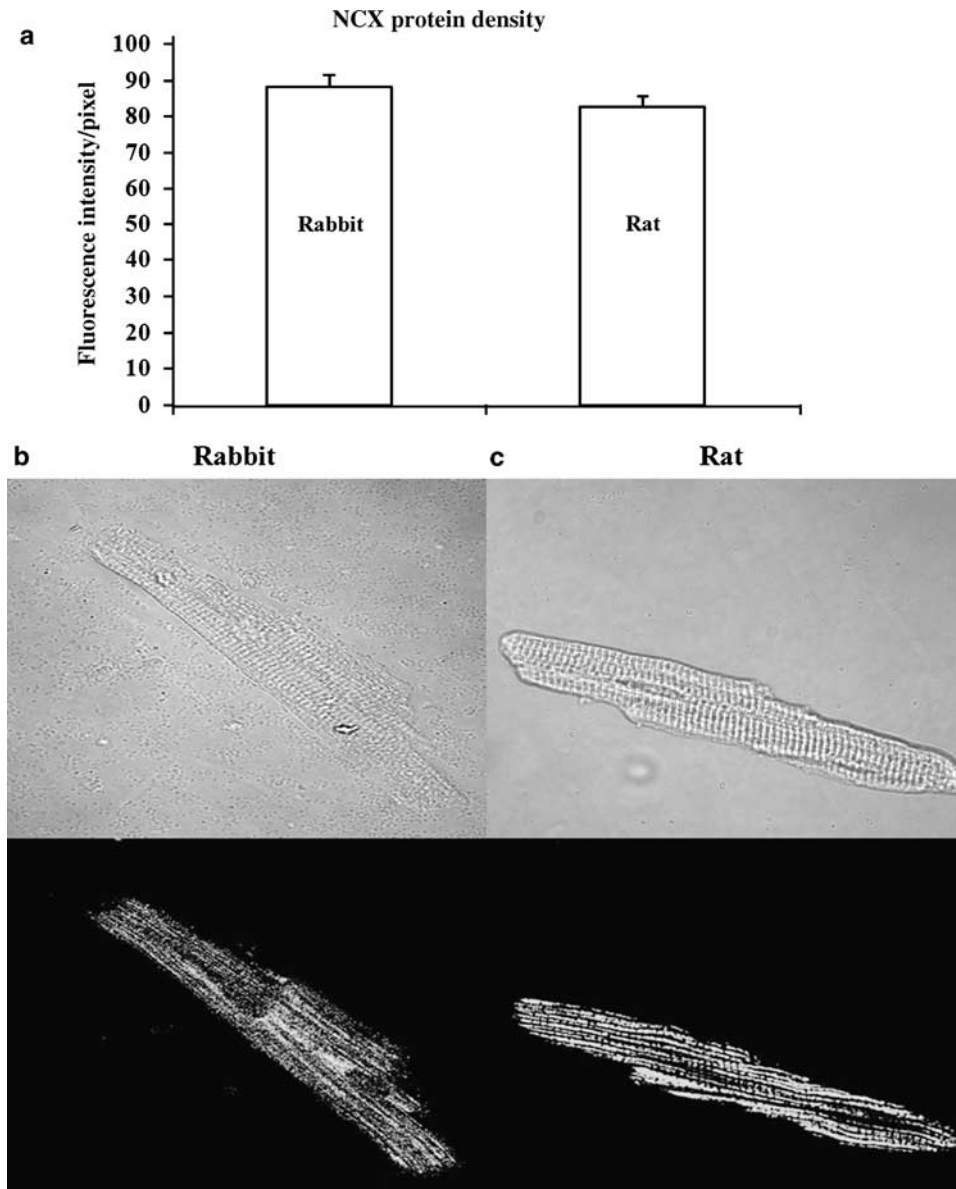 NCX protein density
a
Fluorescence intensity/pixel
100
90
80
70
60
50
40
30
20
10
0
Rabbit
Rat
b
Rabbit
c
Rat